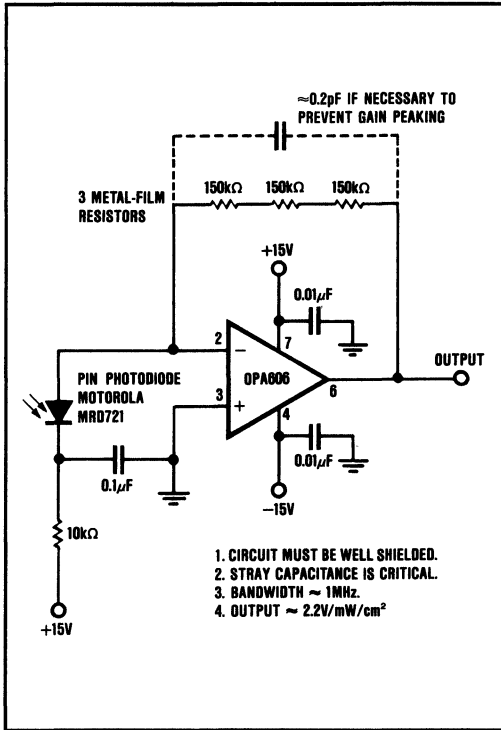 ≈0.2pF IF NECESSARY TO
PREVENT GAIN PEAKING
150kΩ 150kΩ 150kΩ
3 METAL-FILM
RESISTORS
+15V
0.01µF
7
2
−
OPA606
6
OUTPUT
3
+
4
PIN PHOTODIODE
MOTOROLA
MRD721
0.1µF
0.01µF
−15V
10kΩ
+15V
1. CIRCUIT MUST BE WELL SHIELDED.
2. STRAY CAPACITANCE IS CRITICAL.
3. BANDWIDTH ≈ 1MHz.
4. OUTPUT ≈ 2.2V/mW/cm²